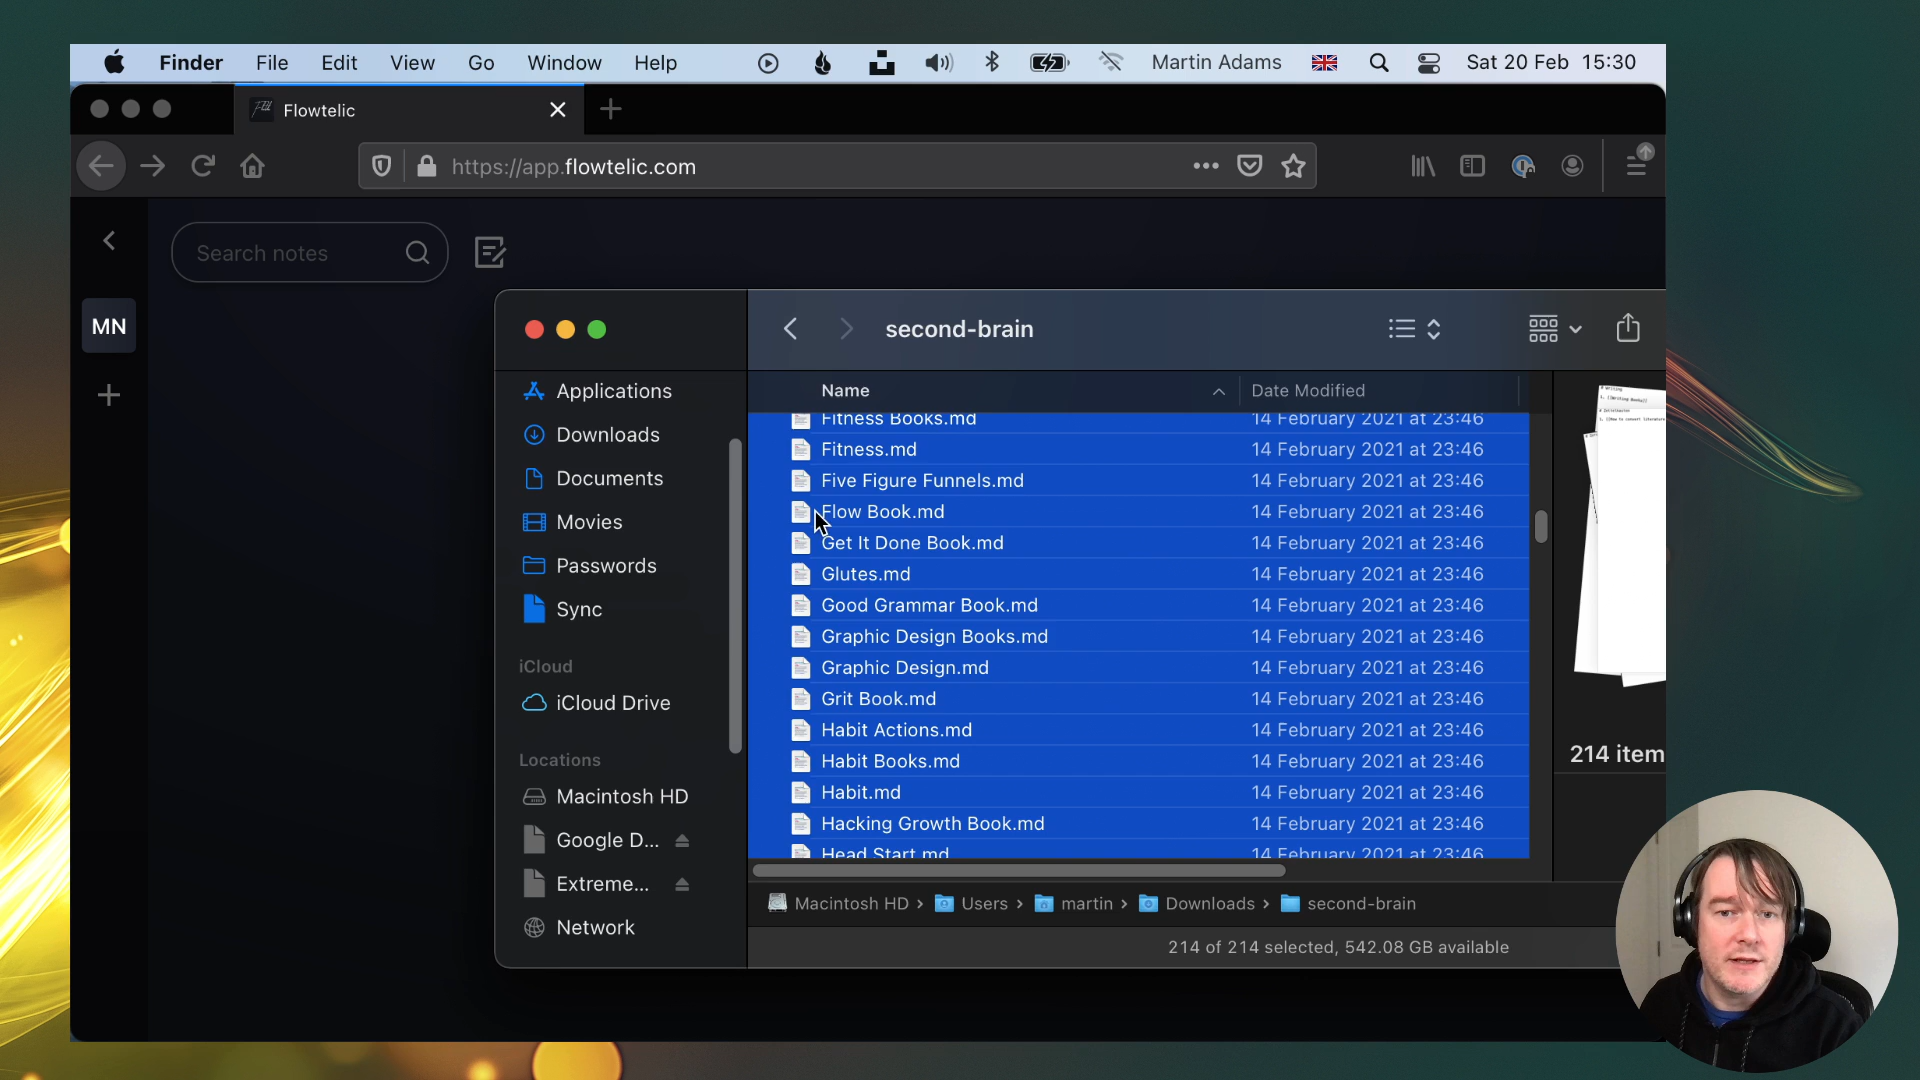 Finder File Edit View Go Window Help Martin Adams Sat 20 Feb 15:30
Flowtelic
https://app.flowtelic.com
Search notes
MN
second-brain
Name Date Modified
Applications
Downloads
Documents
Movies
Passwords
Sync
iCloud
iCloud Drive
Locations
Macintosh HD
Google D...
Extreme...
Network
Fitness Books.md 14 February 2021 at 23:46
Fitness.md 14 February 2021 at 23:46
Five Figure Funnels.md 14 February 2021 at 23:46
Flow Book.md 14 February 2021 at 23:46
Get It Done Book.md 14 February 2021 at 23:46
Glutes.md 14 February 2021 at 23:46
Good Grammar Book.md 14 February 2021 at 23:46
Graphic Design Books.md 14 February 2021 at 23:46
Graphic Design.md 14 February 2021 at 23:46
Grit Book.md 14 February 2021 at 23:46
Habit Actions.md 14 February 2021 at 23:46
Habit Books.md 14 February 2021 at 23:46
Habit.md 14 February 2021 at 23:46
Hacking Growth Book.md 14 February 2021 at 23:46
Head Start.md 14 February 2021 at 23:46
214 item
Macintosh HD › Users › martin › Downloads › second-brain
214 of 214 selected, 542.08 GB available